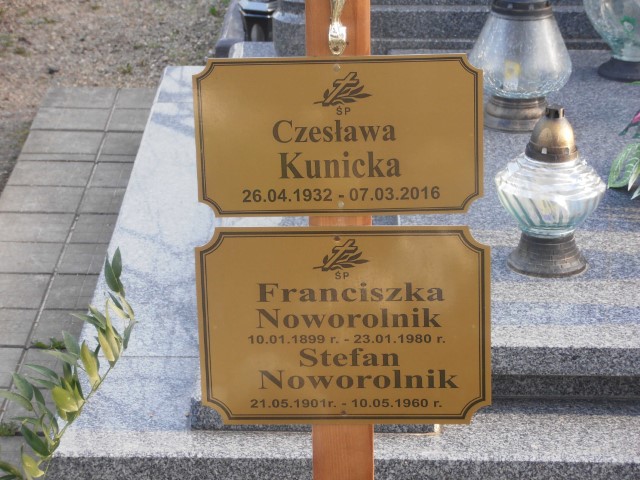 ŚP
Czesława
Kunicka
26.04.1932 - 07.03.2016
ŚP
Franciszka
Noworolnik
10.01.1899 r. - 23.01.1980 r.
Stefan
Noworolnik
21.05.1901r. - 10.05.1960 r.